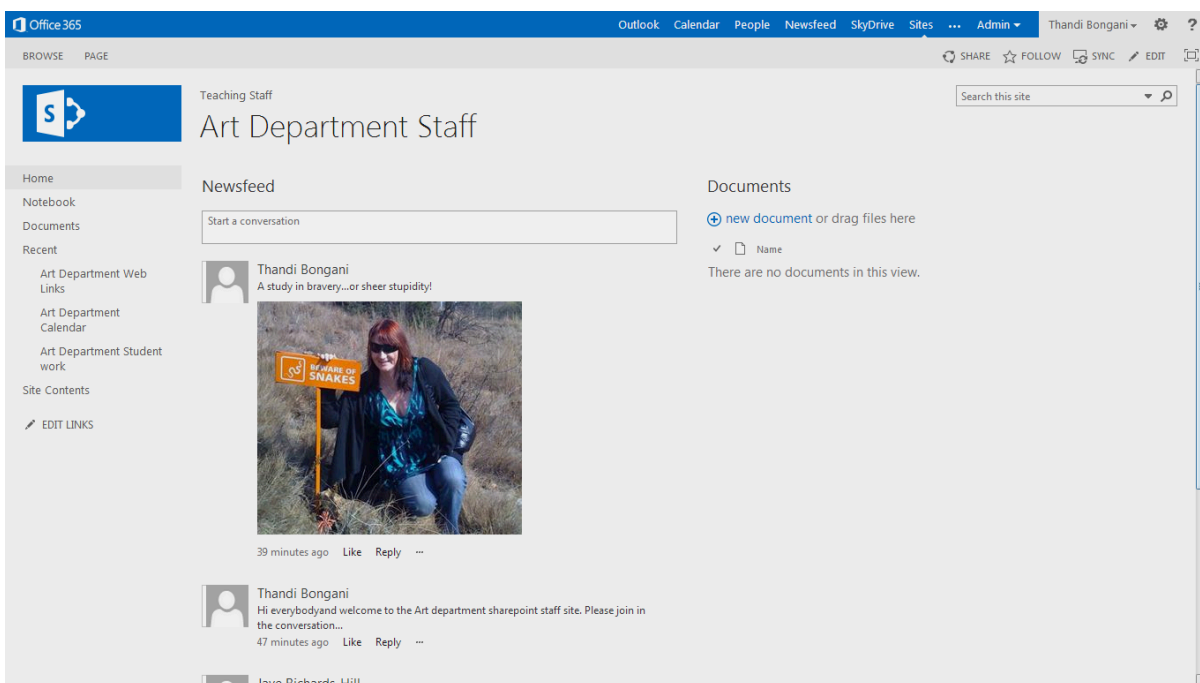 Office 365 Outlook Calendar People Newsfeed SkyDrive Sites ... Admin Thandi Bongani ?
BROWSE PAGE SHARE FOLLOW SYNC EDIT
S
Teaching Staff
Search this site
Art Department Staff
Home
Notebook
Documents
Recent
Art Department Web
Links
Art Department
Calendar
Art Department Student
work
Site Contents
EDIT LINKS
Newsfeed
Start a conversation
Thandi Bongani
A study in bravery...or sheer stupidity!
BEWARE OF
SNAKES
39 minutes ago Like Reply ...
Thandi Bongani
Hi everybodyand welcome to the Art department sharepoint staff site. Please join in
the conversation...
47 minutes ago Like Reply ...
Jaye Richards-Hill
Documents
new document or drag files here
Name
There are no documents in this view.